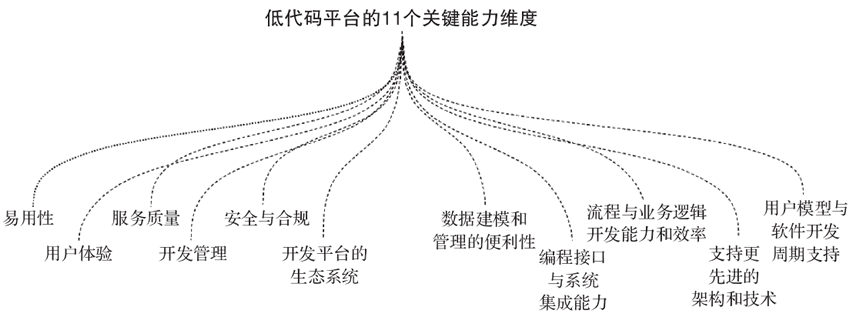 低代码平台的11个关键能力维度
易用性
用户体验
服务质量
开发管理
安全与合规
开发平台的
生态系统
数据建模和
管理的便利性
编程接口
与系统
集成能力
流程与业务逻辑
开发能力和效率
支持更
先进的
架构和技术
用户模型与
软件开发
周期支持